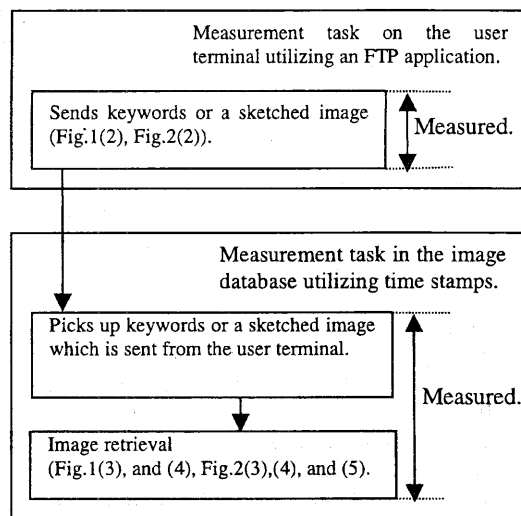 Measurement task on the user
terminal utilizing an FTP application.
Sends keywords or a sketched image
(Fig.1(2), Fig.2(2)).
Measured.
Measurement task in the image
database utilizing time stamps.
Picks up keywords or a sketched image
which is sent from the user terminal.
Measured.
Image retrieval
(Fig.1(3), and (4), Fig.2(3),(4), and (5).